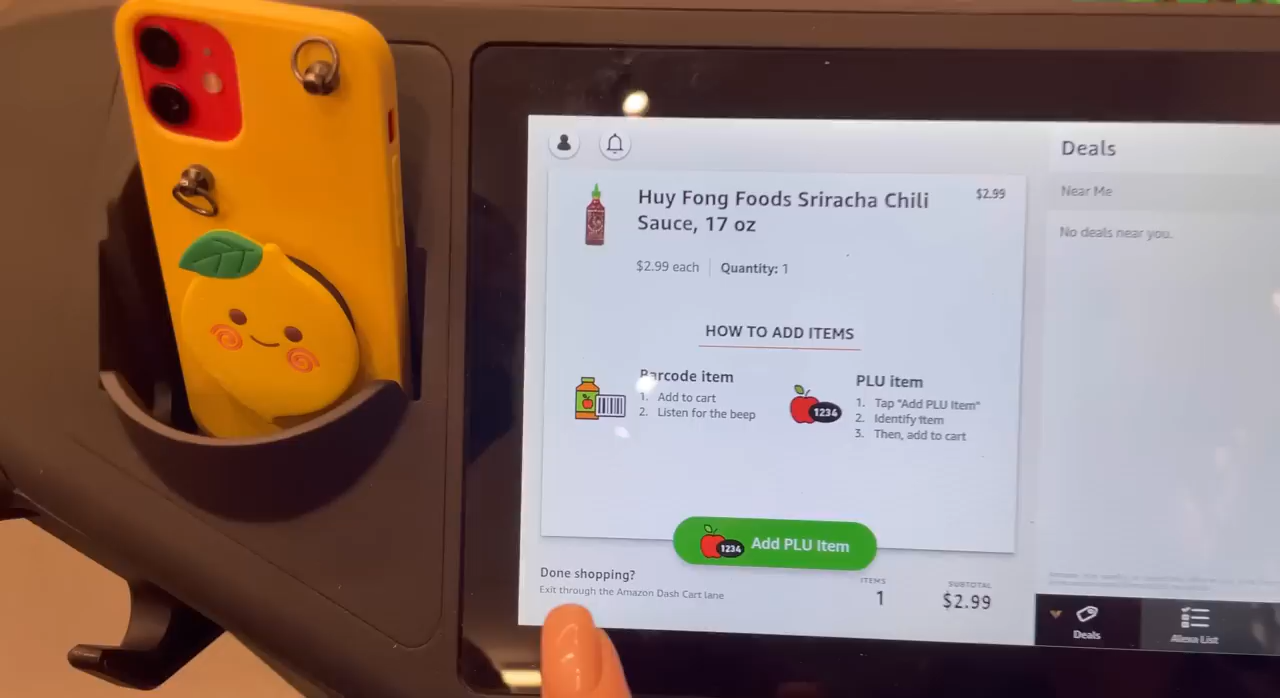 Huy Fong Foods Sriracha Chili
Sauce, 17 oz
$2.99
$2.99 each
Quantity: 1
HOW TO ADD ITEMS
Barcode item
1. Add to cart
2. Listen for the beep
1234
PLU item
1. Tap "Add PLU Item"
2. Identify item
3. Then, add to cart
1234
Add PLU Item
Done shopping?
Exit through the Amazon Dash Cart lane
ITEMS
1
SUBTOTAL
$2.99
Deals
Near Me
No deals near you.
Deals
Alexa List